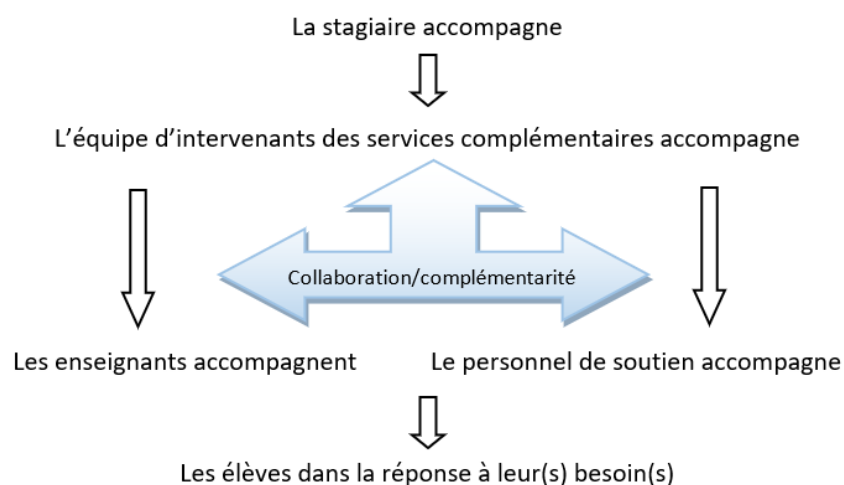 La stagiaire accompagne
L’équipe d’intervenants des services complémentaires accompagne
Collaboration/complémentarité
Les enseignants accompagnent
Le personnel de soutien accompagne
Les élèves dans la réponse à leur(s) besoin(s)